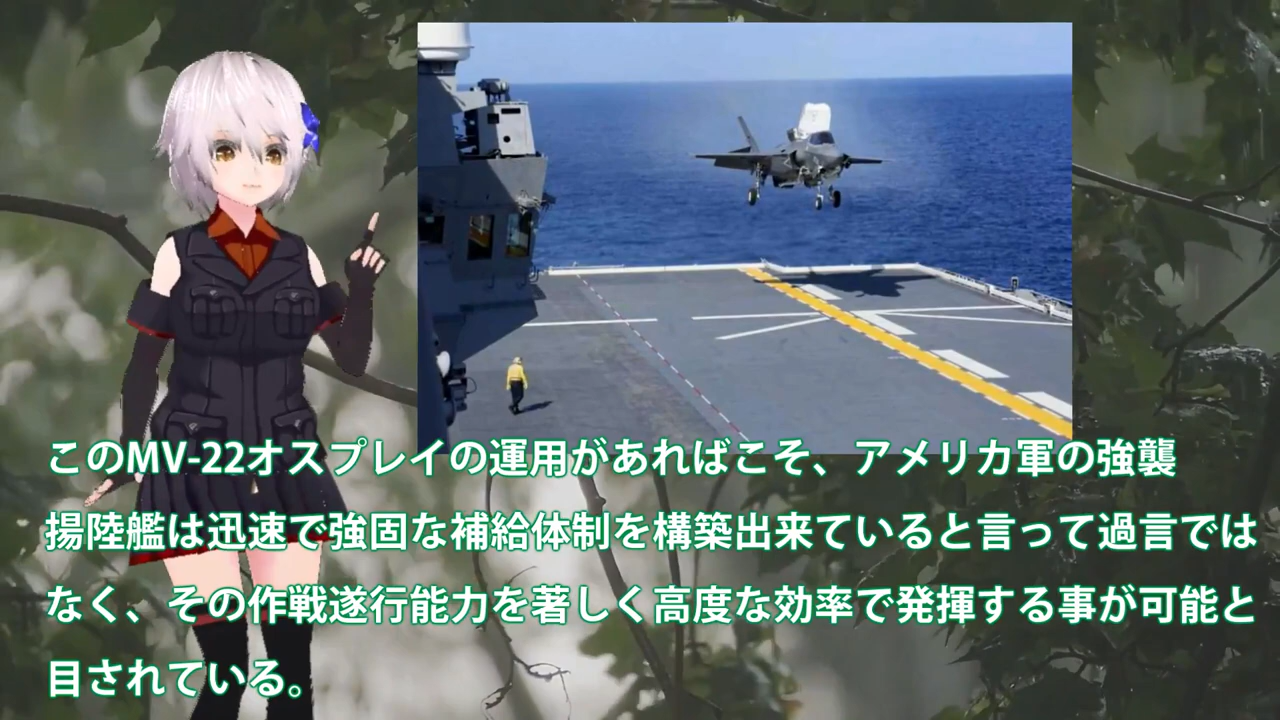 このMV-22オスプレイの運用があればこそ、アメリカ軍の強襲
揚陸艦は迅速で強固な補給体制を構築出来ていると言って過言では
なく、その作戦遂行能力を著しく高度な効率で発揮する事が可能と
目されている。